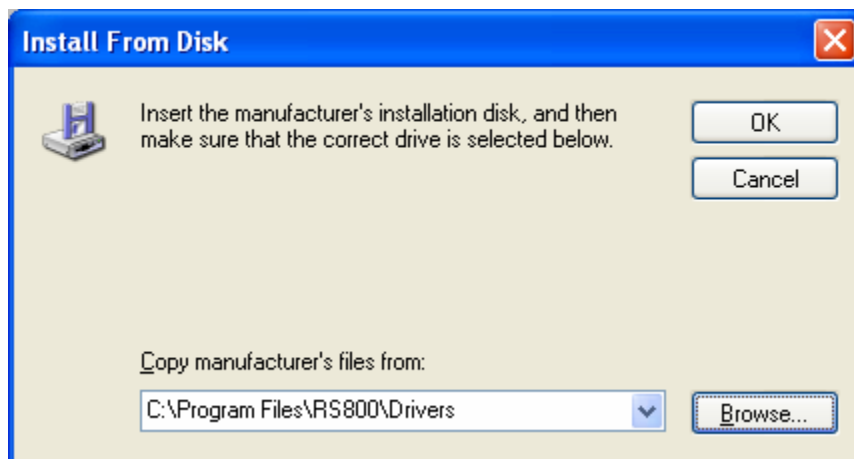 Install From Disk
Insert the manufacturer's installation disk, and then
make sure that the correct drive is selected below.
OK
Cancel
Copy manufacturer's files from:
C:\Program Files\RS800\Drivers
Browse...